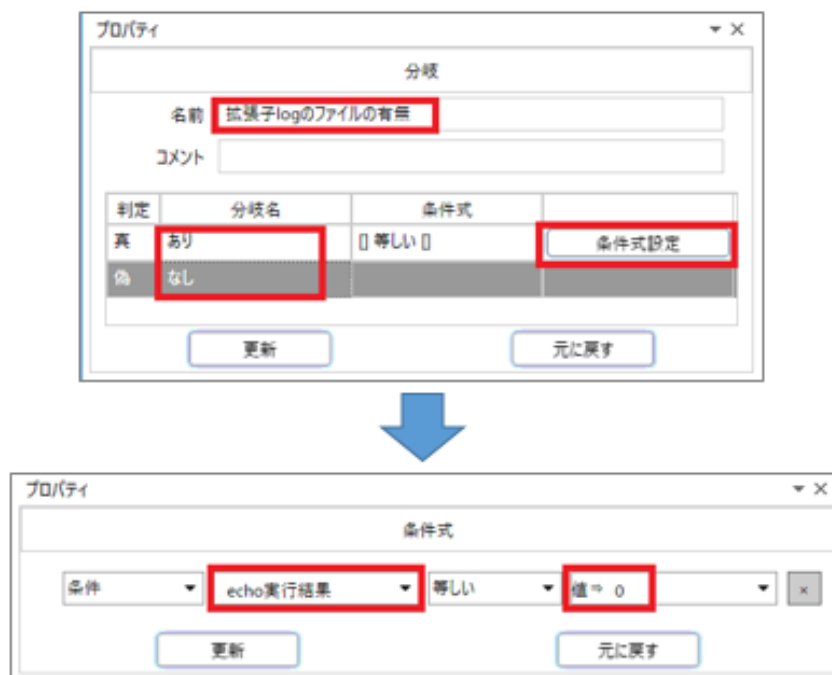 プロパティ
分岐
名前 拡張子logのファイルの有無
コメント
判定 分岐名 条件式
真 あり [] 等しい [] 条件式設定
偽 なし
更新 元に戻す
プロパティ
条件式
条件 echo実行結果 等しい 値⇒ 0 ×
更新 元に戻す